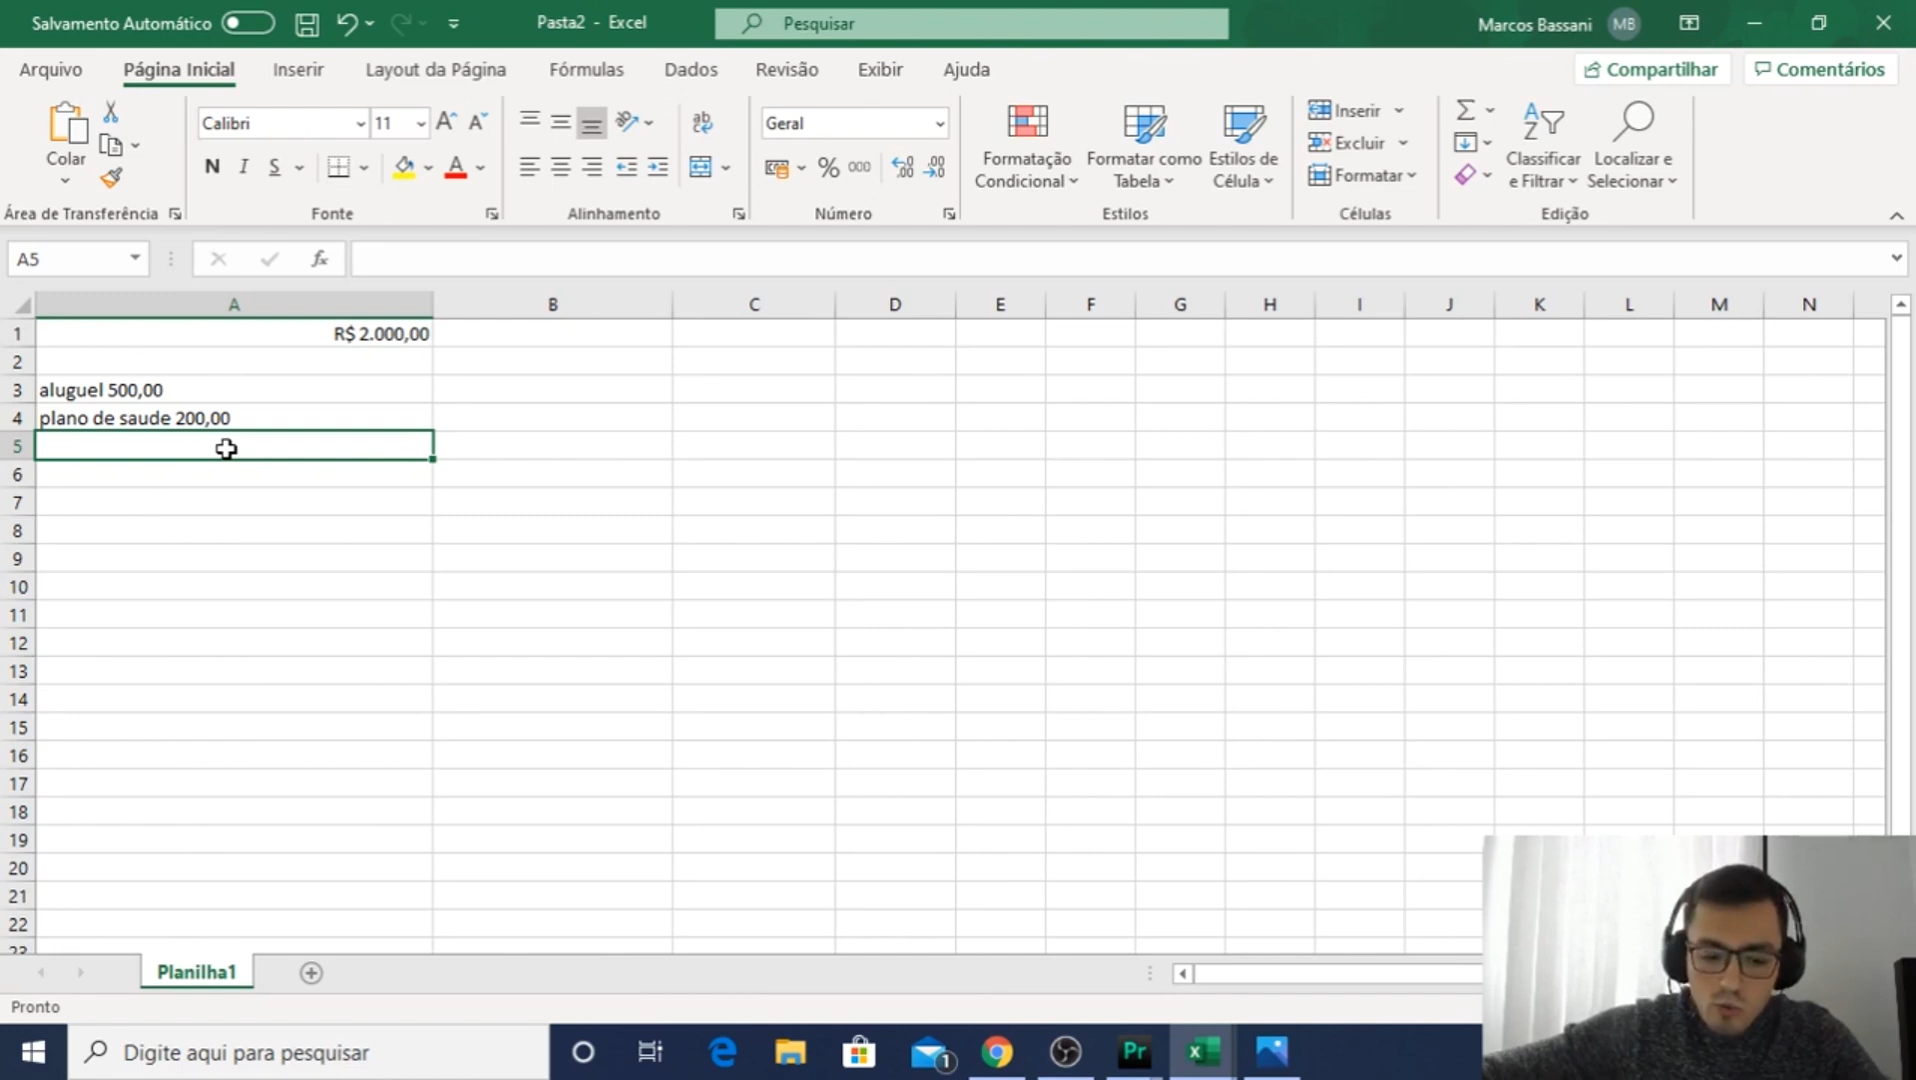 Salvamento Automático
Pasta2 - Excel
Pesquisar
Marcos Bassani
MB
Arquivo
Página Inicial
Inserir
Layout da Página
Fórmulas
Dados
Revisão
Exibir
Ajuda
Compartilhar
Comentários
Colar
Calibri
11
N I S
Geral
% 000
Formatação
Condicional
Formatar como
Tabela
Estilos de
Célula
Inserir
Excluir
Formatar
Classificar
e Filtrar
Localizar e
Selecionar
Área de Transferência
Fonte
Alinhamento
Número
Estilos
Células
Edição
A5
fx
A B C D E F G H I J K L M N
1 R$ 2.000,00
2
3 aluguel 500,00
4 plano de saude 200,00
5
6
7
8
9
10
11
12
13
14
15
16
17
18
19
20
21
22
23
Planilha1
Pronto
Digite aqui para pesquisar
1
Pr